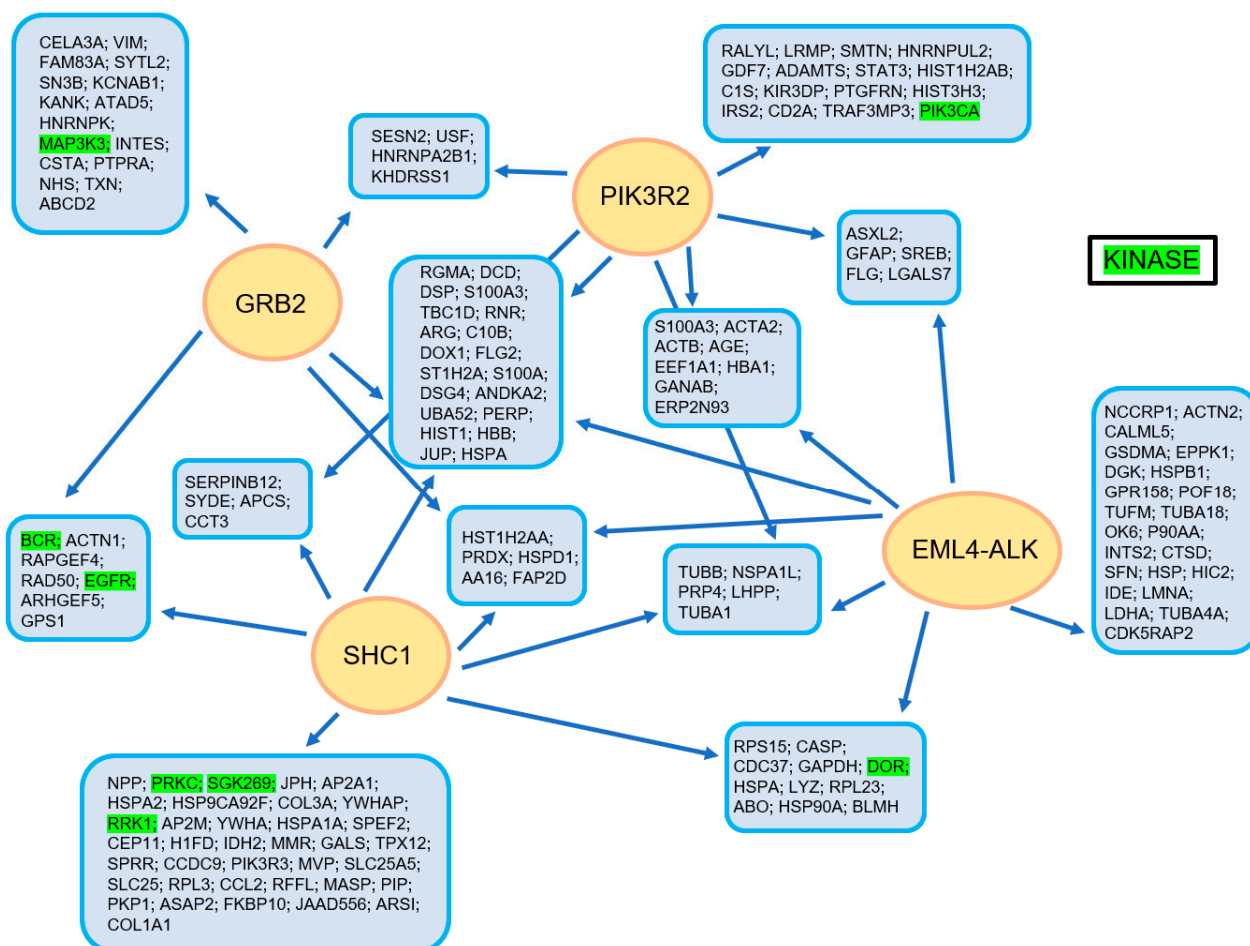 CELA3A; VIM;
FAM83A; SYTL2;
SN3B; KCNAB1;
KANK; ATAD5;
HNRNPK;
MAP3K3; INTES;
CSTA; PTPRA;
NHS; TXN;
ABCD2
SESN2; USF;
HNRNPA2B1;
KHDRSS1
RALYL; LRMP; SMTN; HNRNPUL2;
GDF7; ADAMTS; STAT3; HIST1H2AB;
C1S; KIR3DP; PTGFRN; HIST3H3;
IRS2; CD2A; TRAF3MP3; PIK3CA
PIK3R2
ASXL2;
GFAP; SREB;
FLG; LGALS7
KINASE
GRB2
RGMA; DCD;
DSP; S100A3;
TBC1D; RNR;
ARG; C10B;
DOX1; FLG2;
ST1H2A; S100A;
DSG4; ANDKA2;
UBA52; PERP;
HIST1; HBB;
JUP; HSPA
S100A3; ACTA2;
ACTB; AGE;
EEF1A1; HBA1;
GANAB;
ERP2N93
NCCRP1; ACTN2;
CALML5;
GSDMA; EPPK1;
DGK; HSPB1;
GPR158; POF18;
TUFM; TUBA18;
OK6; P90AA;
INTS2; CTSD;
SFN; HSP; HIC2;
IDE; LMNA;
LDHA; TUBA4A;
CDK5RAP2
SERPINB12;
SYDE; APCS;
CCT3
BCR; ACTN1;
RAPGEF4;
RAD50; EGFR;
ARHGEF5;
GPS1
HST1H2AA;
PRDX; HSPD1;
AA16; FAP2D
TUBB; NSPA1L;
PRP4; LHPP;
TUBA1
EML4-ALK
SHC1
RPS15; CASP;
CDC37; GAPDH; DOR;
HSPA; LYZ; RPL23;
ABO; HSP90A; BLMH
NPP; PRKC; SGK269; JPH; AP2A1;
HSPA2; HSP9CA92F; COL3A; YWHAP;
RRK1; AP2M; YWHA; HSPA1A; SPEF2;
CEP11; H1FD; IDH2; MMR; GALS; TPX12;
SPRR; CCDC9; PIK3R3; MVP; SLC25A5;
SLC25; RPL3; CCL2; RFFL; MASP; PIP;
PKP1; ASAP2; FKBP10; JAAD556; ARSI;
COL1A1